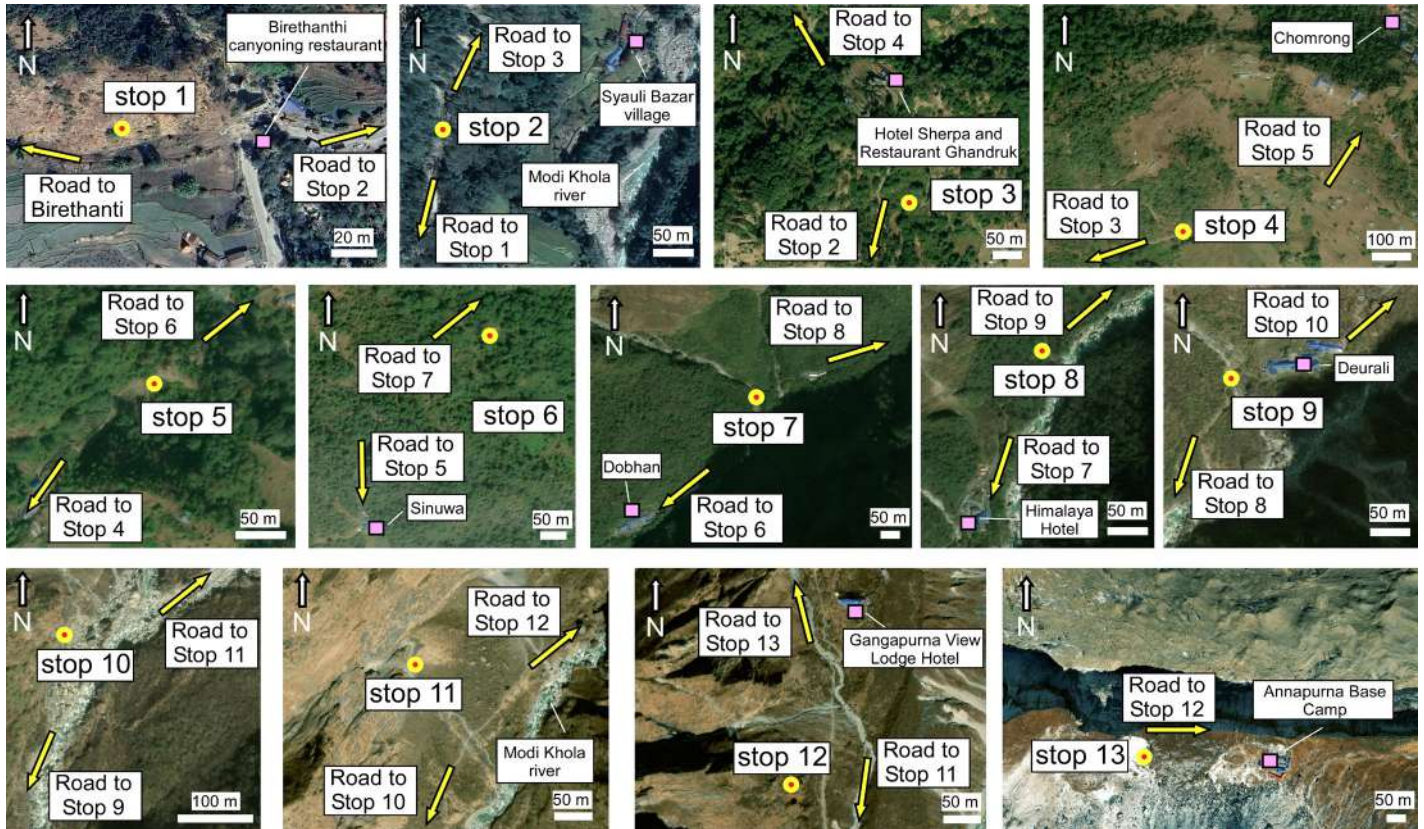 N
Birethanthi
canyoning restaurant
stop 1
Road to
Birethanti
Road to
Stop 2
20 m
N
Road to
Stop 3
Syauli Bazar
village
stop 2
Modi Khola
river
Road to
Stop 1
50 m
N
Road to
Stop 4
Hotel Sherpa and
Restaurant Ghandruk
stop 3
Road to
Stop 2
50 m
N
Chomrong
Road to
Stop 5
Road to
Stop 3
stop 4
100 m
N
Road to
Stop 6
stop 5
Road to
Stop 4
50 m
N
Road to
Stop 7
stop 6
Road to
Stop 5
Sinuwa
50 m
N
Road to
Stop 8
stop 7
Dobhan
Road to
Stop 6
50 m
N
Road to
Stop 9
stop 8
Road to
Stop 7
Himalaya
Hotel
50 m
N
Road to
Stop 10
Deurali
stop 9
Road to
Stop 8
50 m
N
stop 10
Road to
Stop 11
Road to
Stop 9
100 m
N
Road to
Stop 12
stop 11
Modi Khola
river
Road to
Stop 10
50 m
N
Road to
Stop 13
Gangapurna View
Lodge Hotel
stop 12
Road to
Stop 11
50 m
N
Road to
Stop 12
Annapurna Base
Camp
stop 13
50 m